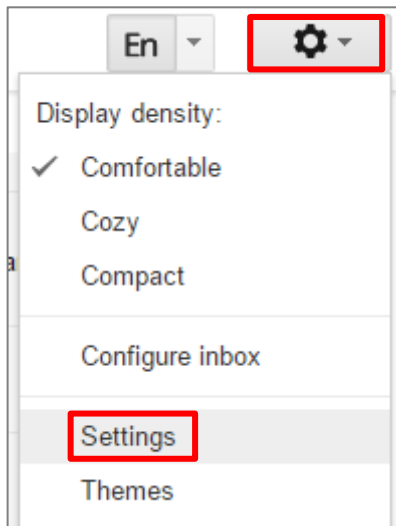 En
Display density:
Comfortable
Cozy
Compact
Configure inbox
Settings
Themes